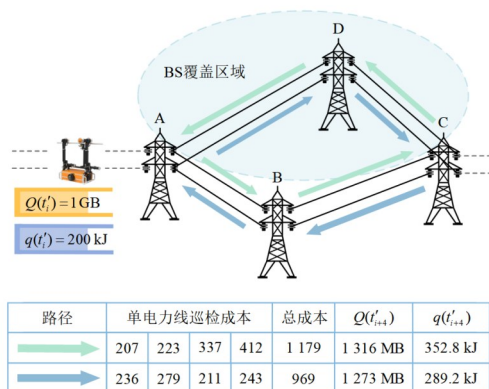 D
BS覆盖区域
A
C
B
Q(t'ᵢ) = 1GB
q(t'ᵢ) = 200 kJ
路径 单电力线巡检成本 总成本 Q(t'ᵢ₊₄) q(t'ᵢ₊₄)
207 223 337 412 1 179 1 316 MB 352.8 kJ
236 279 211 243 969 1 273 MB 289.2 kJ